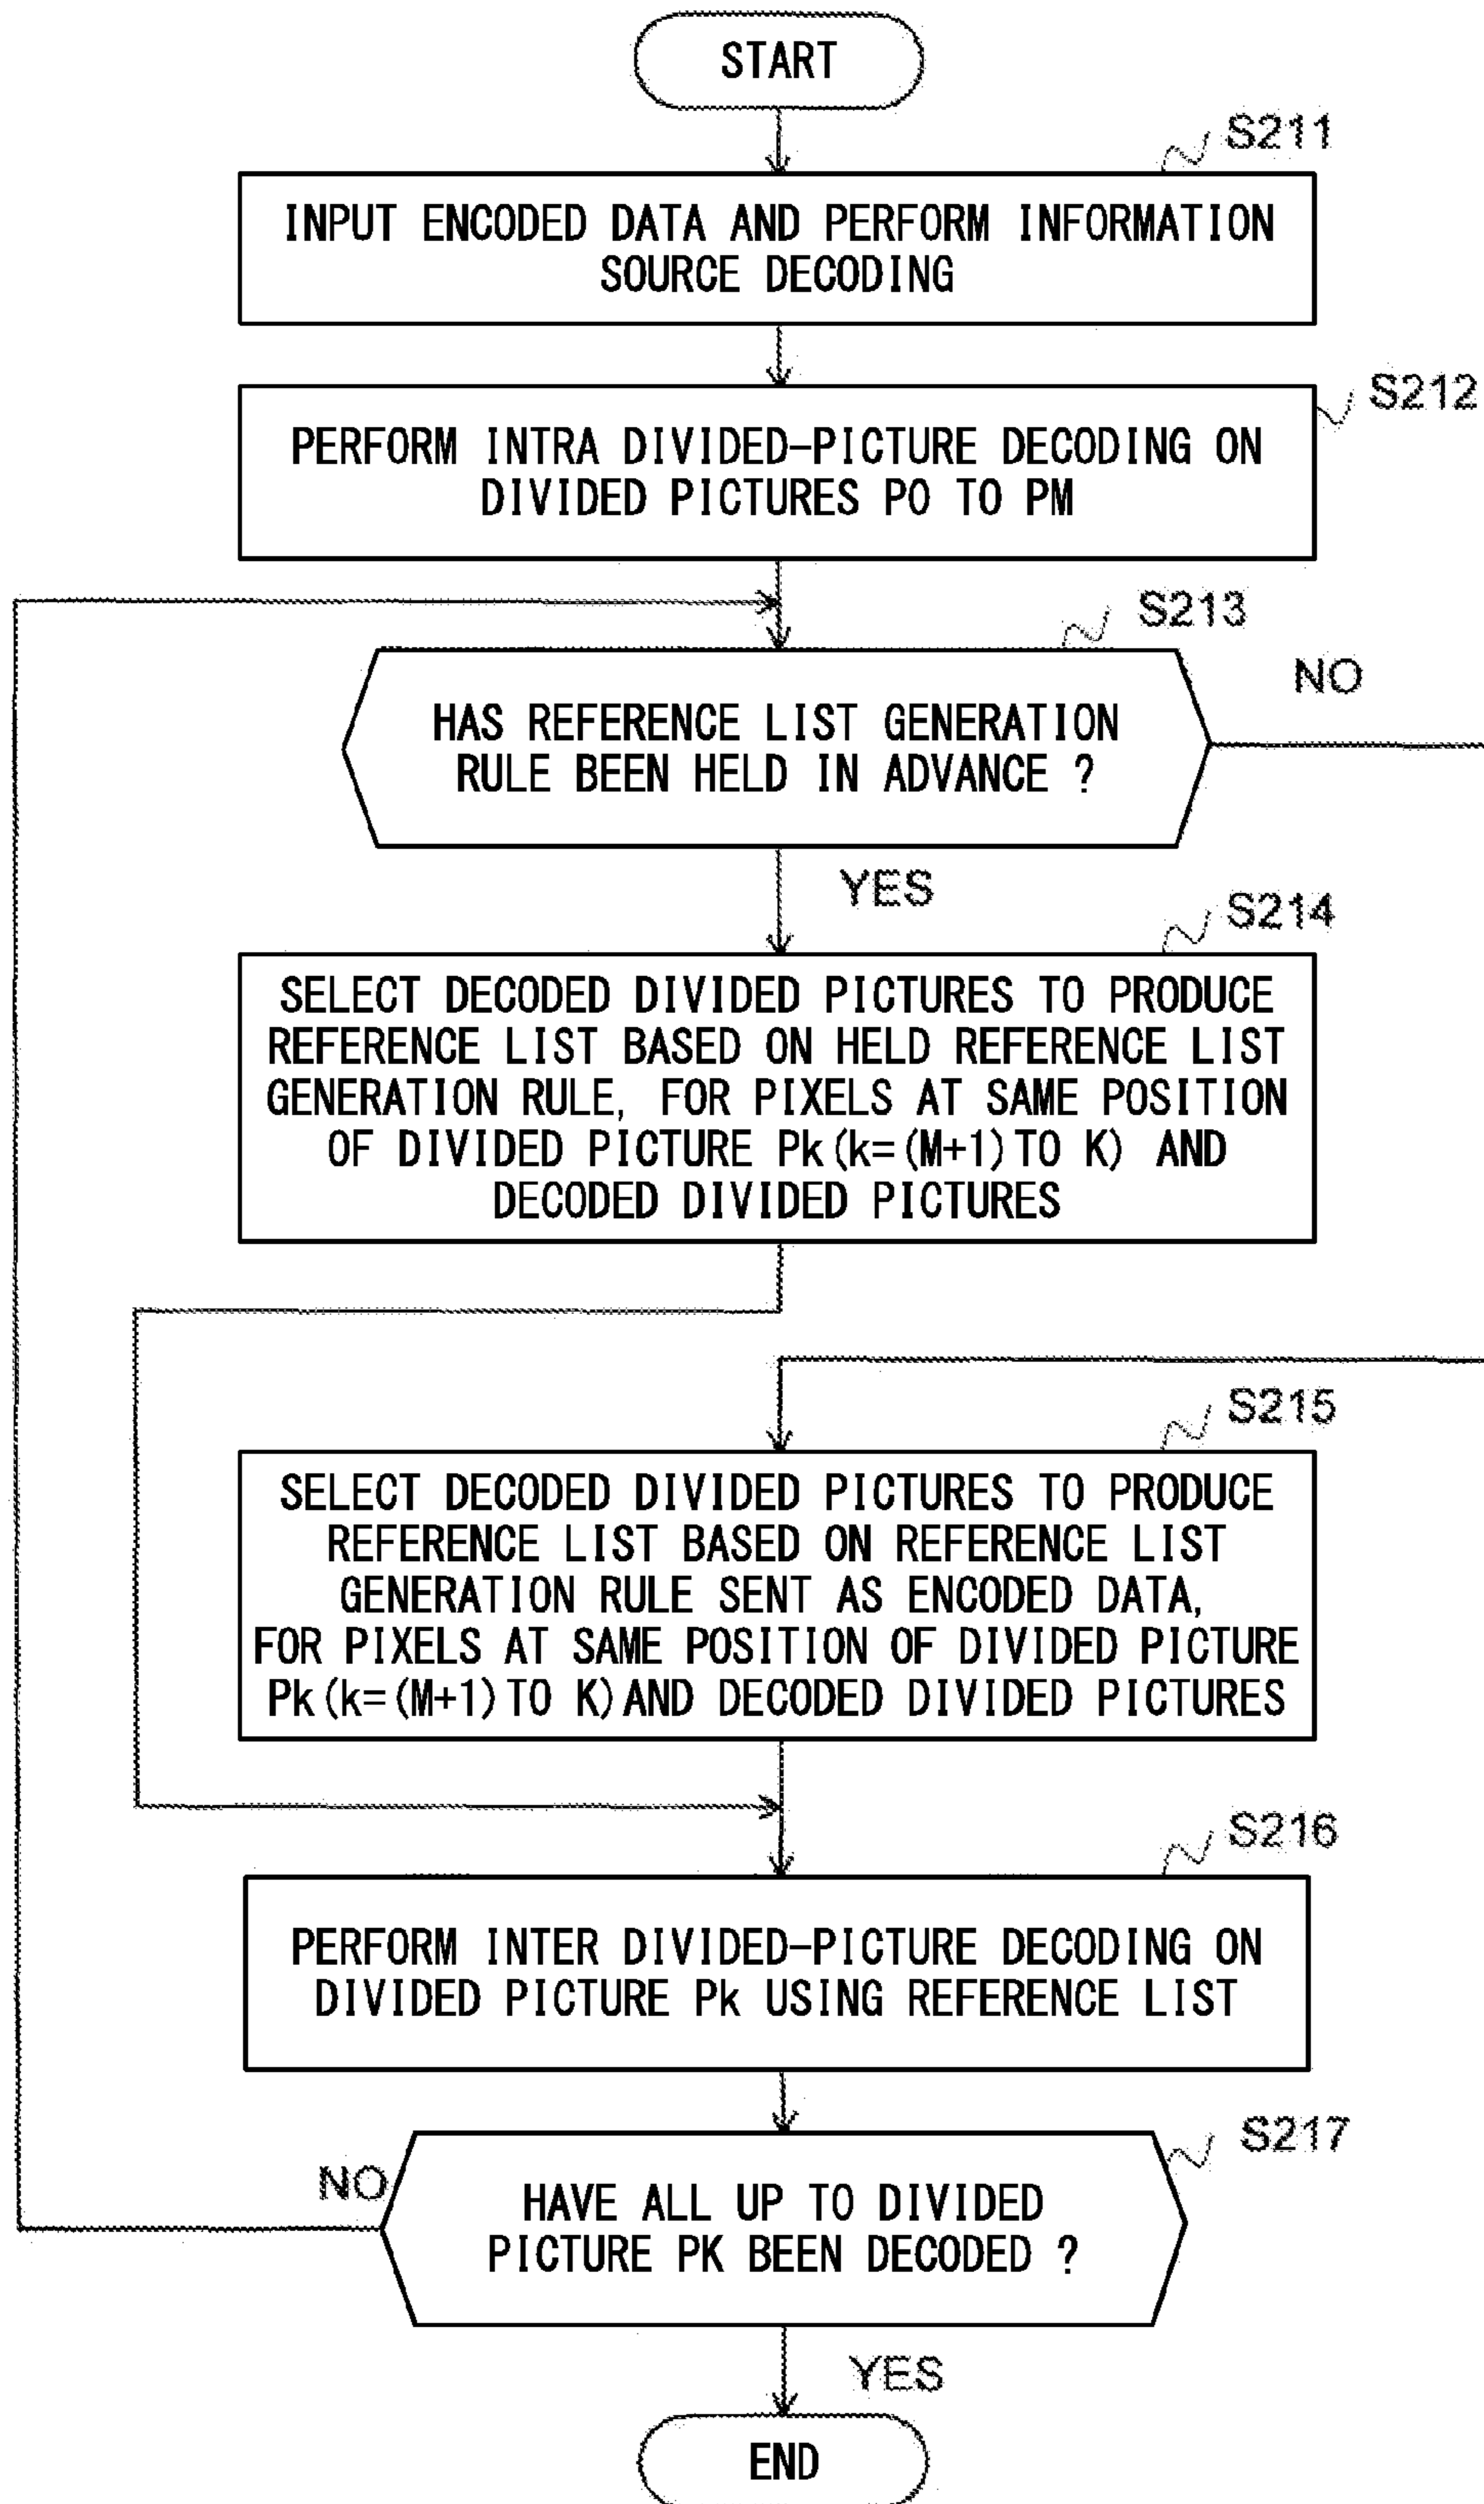 START
S211
INPUT ENCODED DATA AND PERFORM INFORMATION
SOURCE DECODING
S212
PERFORM INTRA DIVIDED-PICTURE DECODING ON
DIVIDED PICTURES P0 TO PM
S213
HAS REFERENCE LIST GENERATION
RULE BEEN HELD IN ADVANCE ?
NO
YES
S214
SELECT DECODED DIVIDED PICTURES TO PRODUCE
REFERENCE LIST BASED ON HELD REFERENCE LIST
GENERATION RULE, FOR PIXELS AT SAME POSITION
OF DIVIDED PICTURE Pk(k=(M+1)TO K) AND
DECODED DIVIDED PICTURES
S215
SELECT DECODED DIVIDED PICTURES TO PRODUCE
REFERENCE LIST BASED ON REFERENCE LIST
GENERATION RULE SENT AS ENCODED DATA,
FOR PIXELS AT SAME POSITION OF DIVIDED PICTURE
Pk(k=(M+1)TO K)AND DECODED DIVIDED PICTURES
S216
PERFORM INTER DIVIDED-PICTURE DECODING ON
DIVIDED PICTURE Pk USING REFERENCE LIST
S217
NO
HAVE ALL UP TO DIVIDED
PICTURE PK BEEN DECODED ?
YES
END